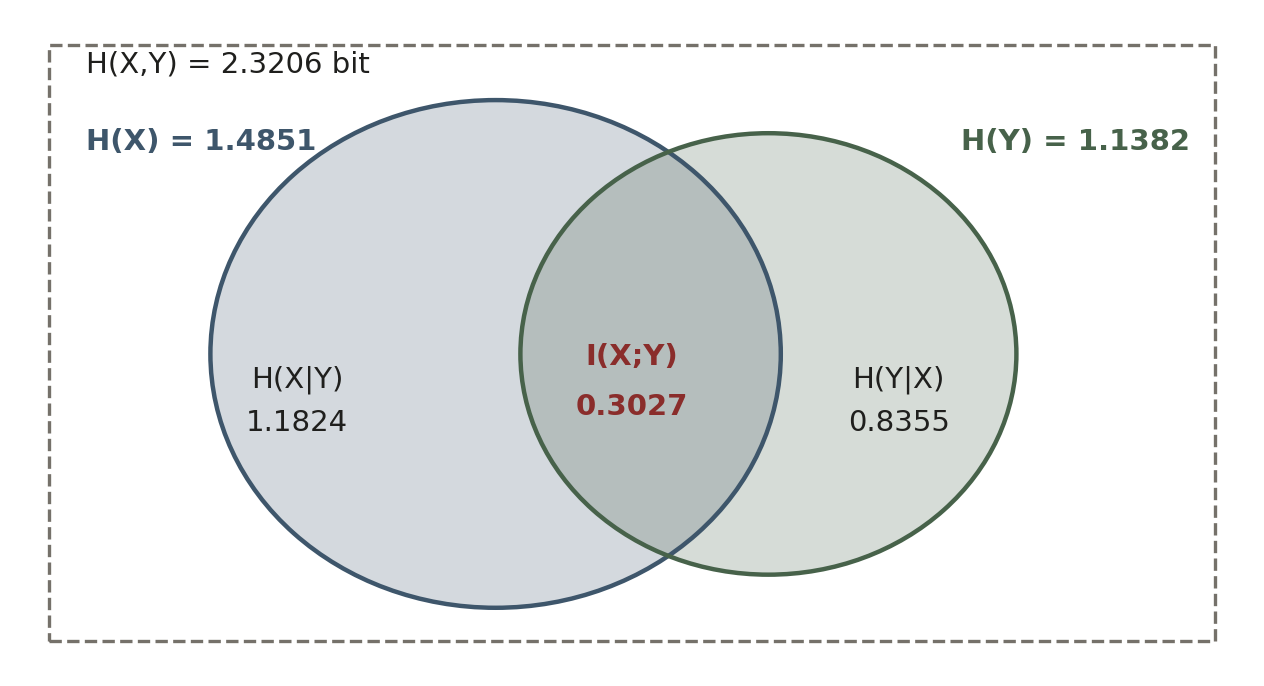 H(X,Y) = 2.3206 bit
H(X) = 1.4851
H(Y) = 1.1382
I(X;Y)
0.3027
H(X|Y)
1.1824
H(Y|X)
0.8355